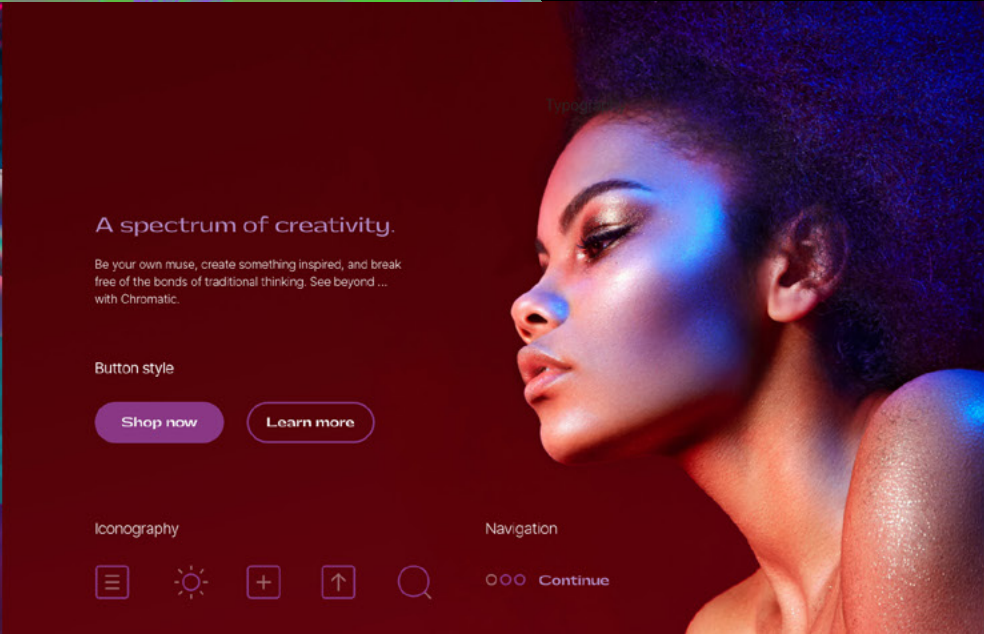 A spectrum of creativity.
Be your own muse, create something inspired, and break
free of the bonds of traditional thinking. See beyond ...
with Chromatic.
Button style
Shop now
Learn more
Iconography
Navigation
Continue